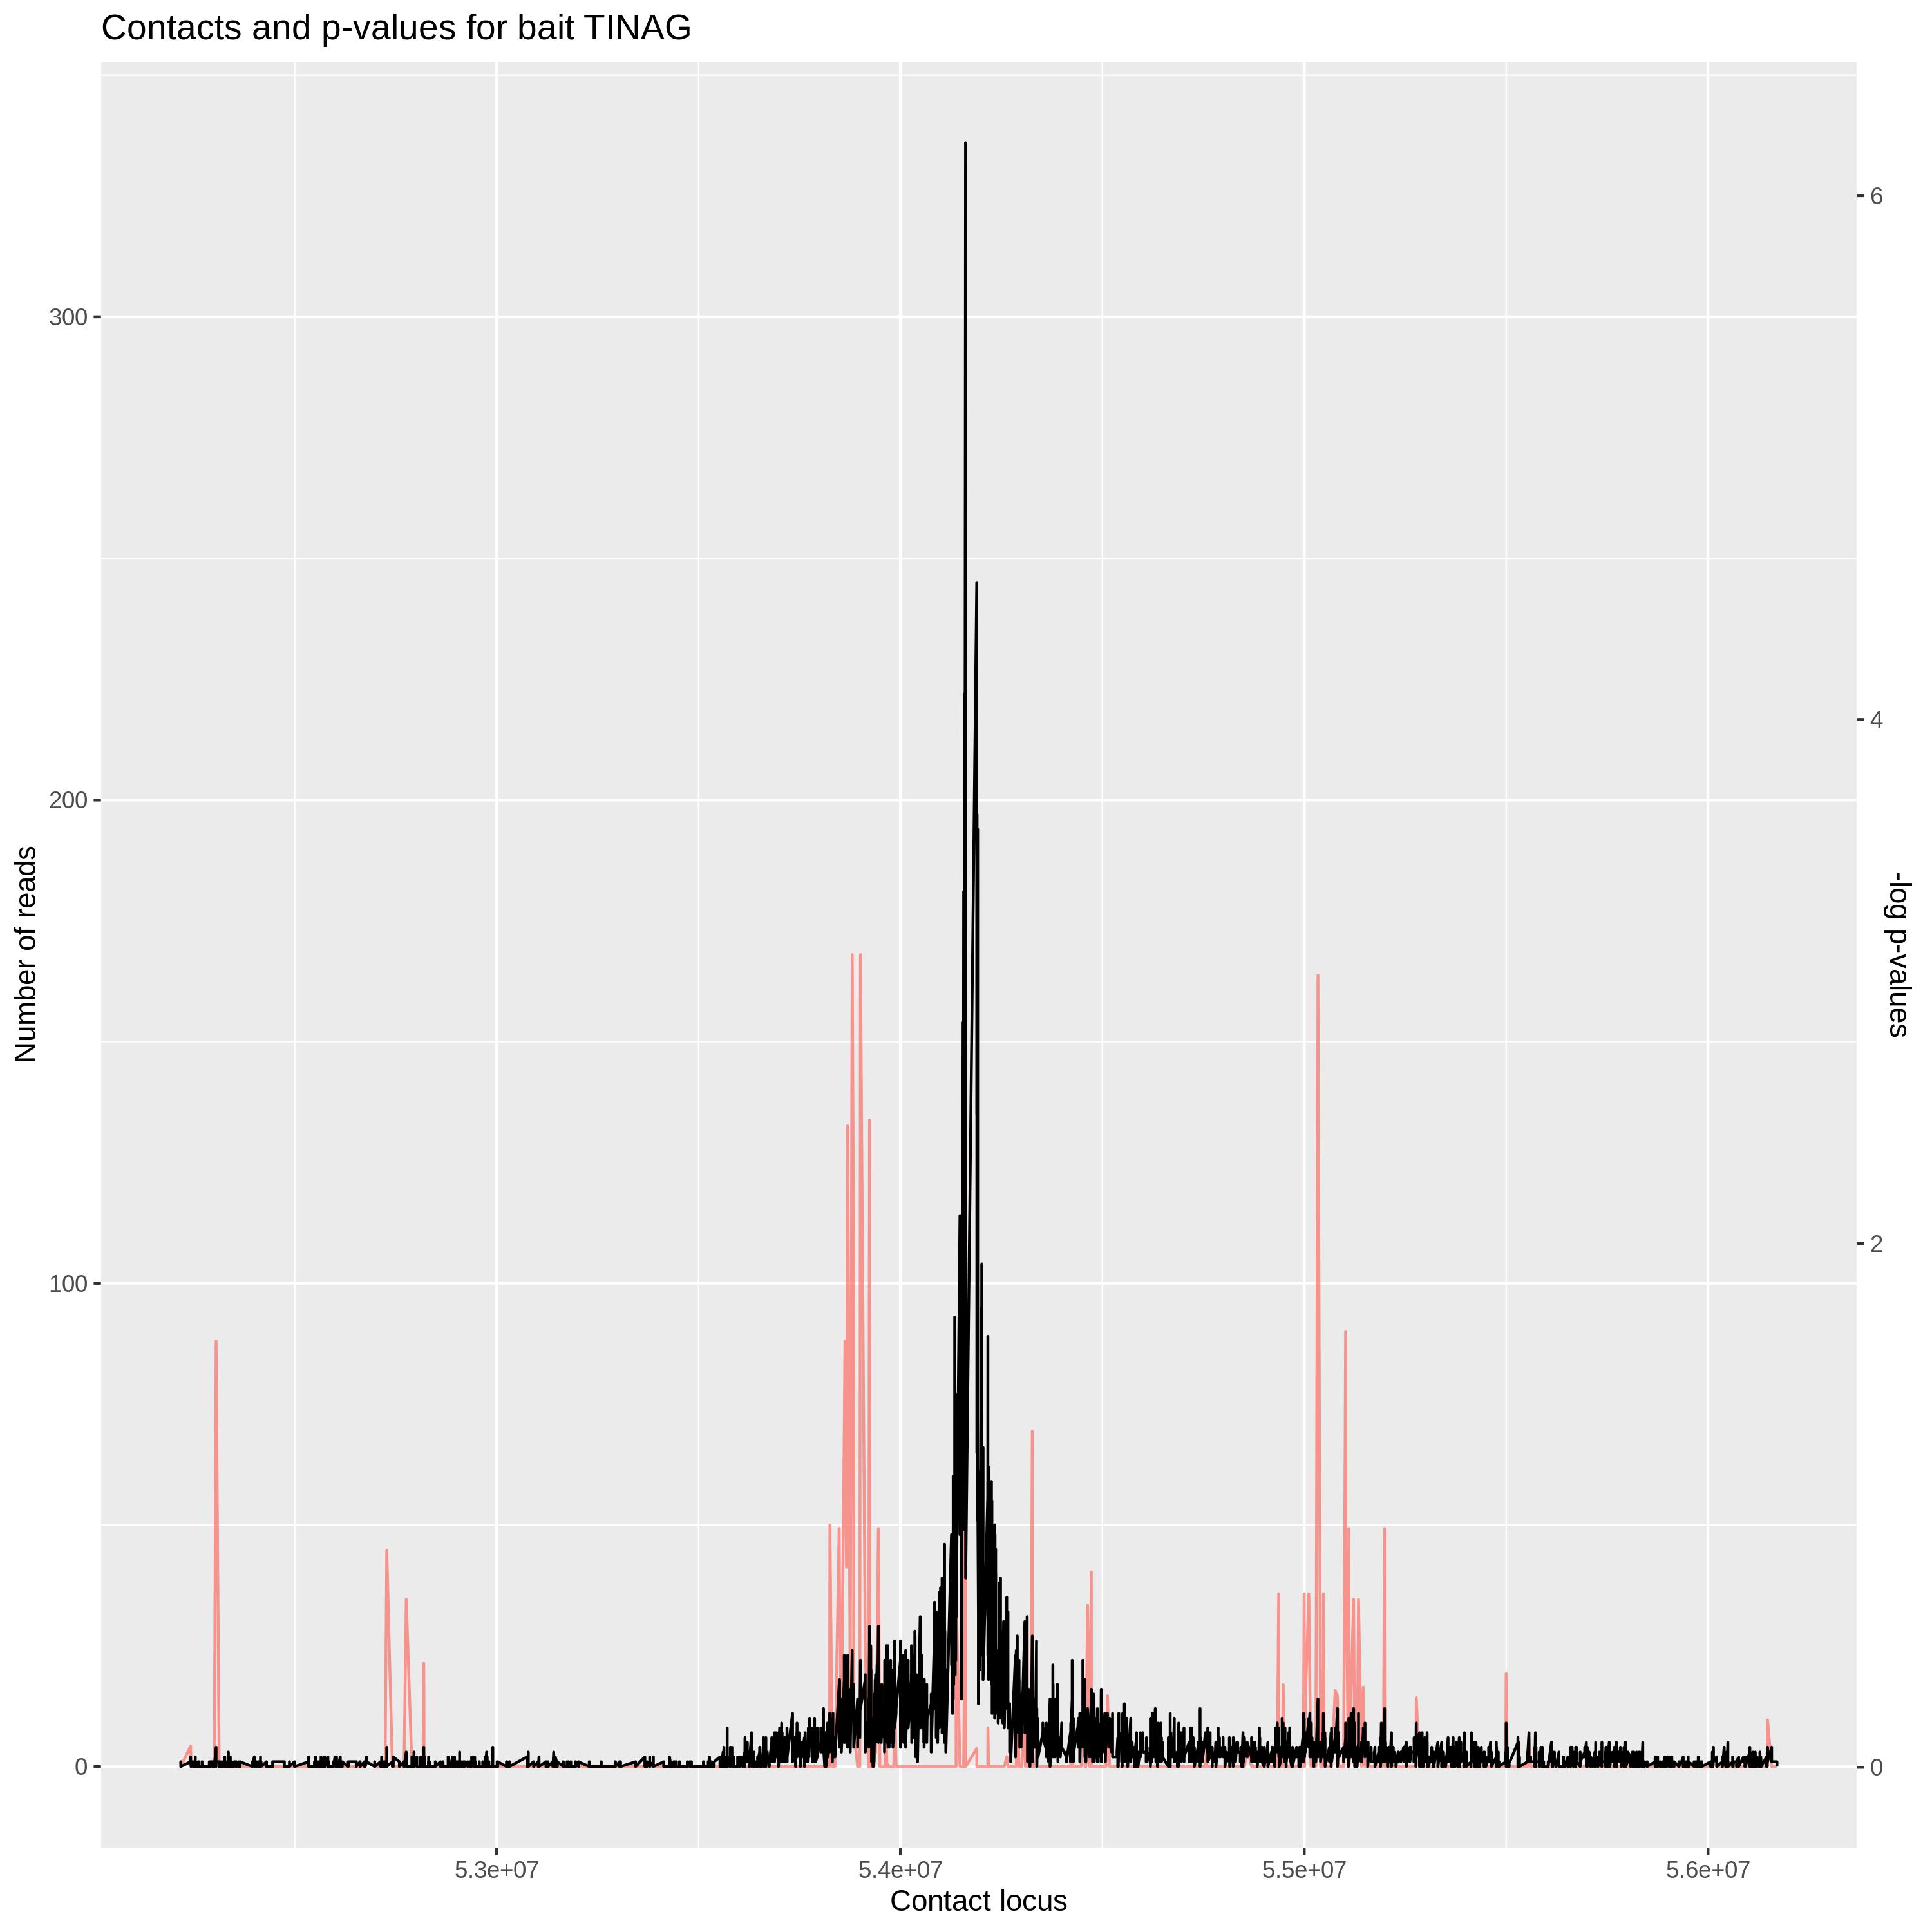 Contacts and p-values for bait TINAG
300
200
100
0
Number of reads
6
4
2
0
-log p-values
5.3e+07 5.4e+07 5.5e+07 5.6e+07
Contact locus